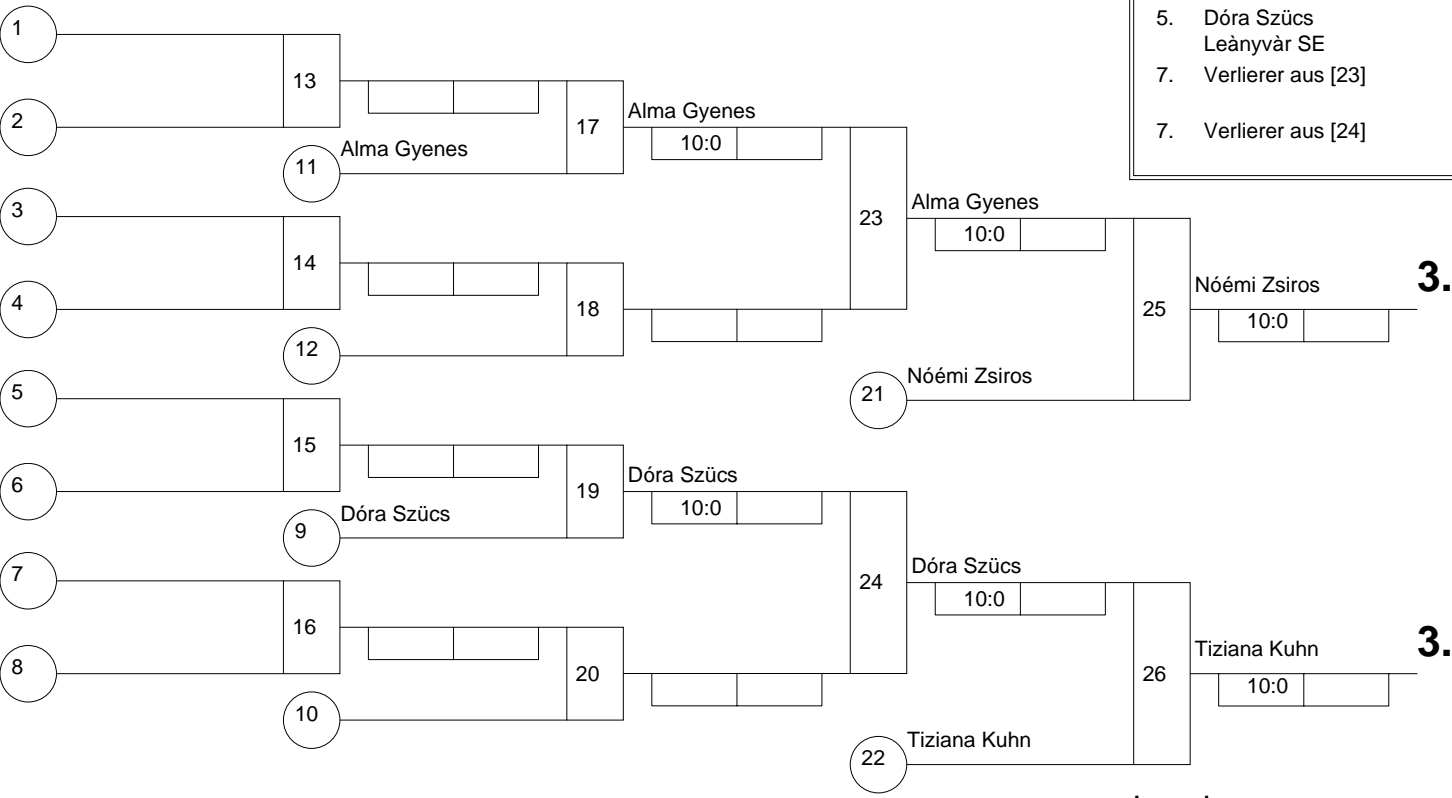 1
5. Dóra Szücs
Leànyvàr SE
13
7. Verlierer aus [23]
2
17
Alma Gyenes
10:0
7. Verlierer aus [24]
11
Alma Gyenes
3
23
Alma Gyenes
10:0
14
4
18
Nóémi Zsiros
3.
25
10:0
12
5
21
Nóémi Zsiros
15
6
19
Dóra Szücs
10:0
9
Dóra Szücs
7
24
Dóra Szücs
10:0
16
8
20
Tiziana Kuhn
3.
26
10:0
10
22
Tiziana Kuhn